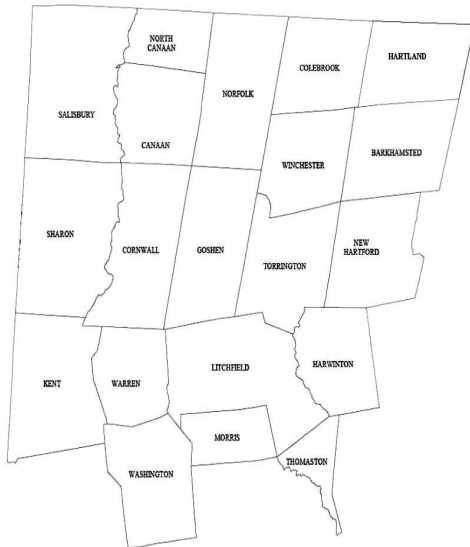 NORTH
CANAAN
COLEBROOK
HARTLAND
NORFOLK
SALISBURY
CANAAN
WINCHESTER
BARKHAMSTED
SHARON
CORNWALL
GOSHEN
TORRINGTON
NEW
HARTFORD
KENT
WARREN
LITCHFIELD
HARWINTON
MORRIS
WASHINGTON
THOMASTON